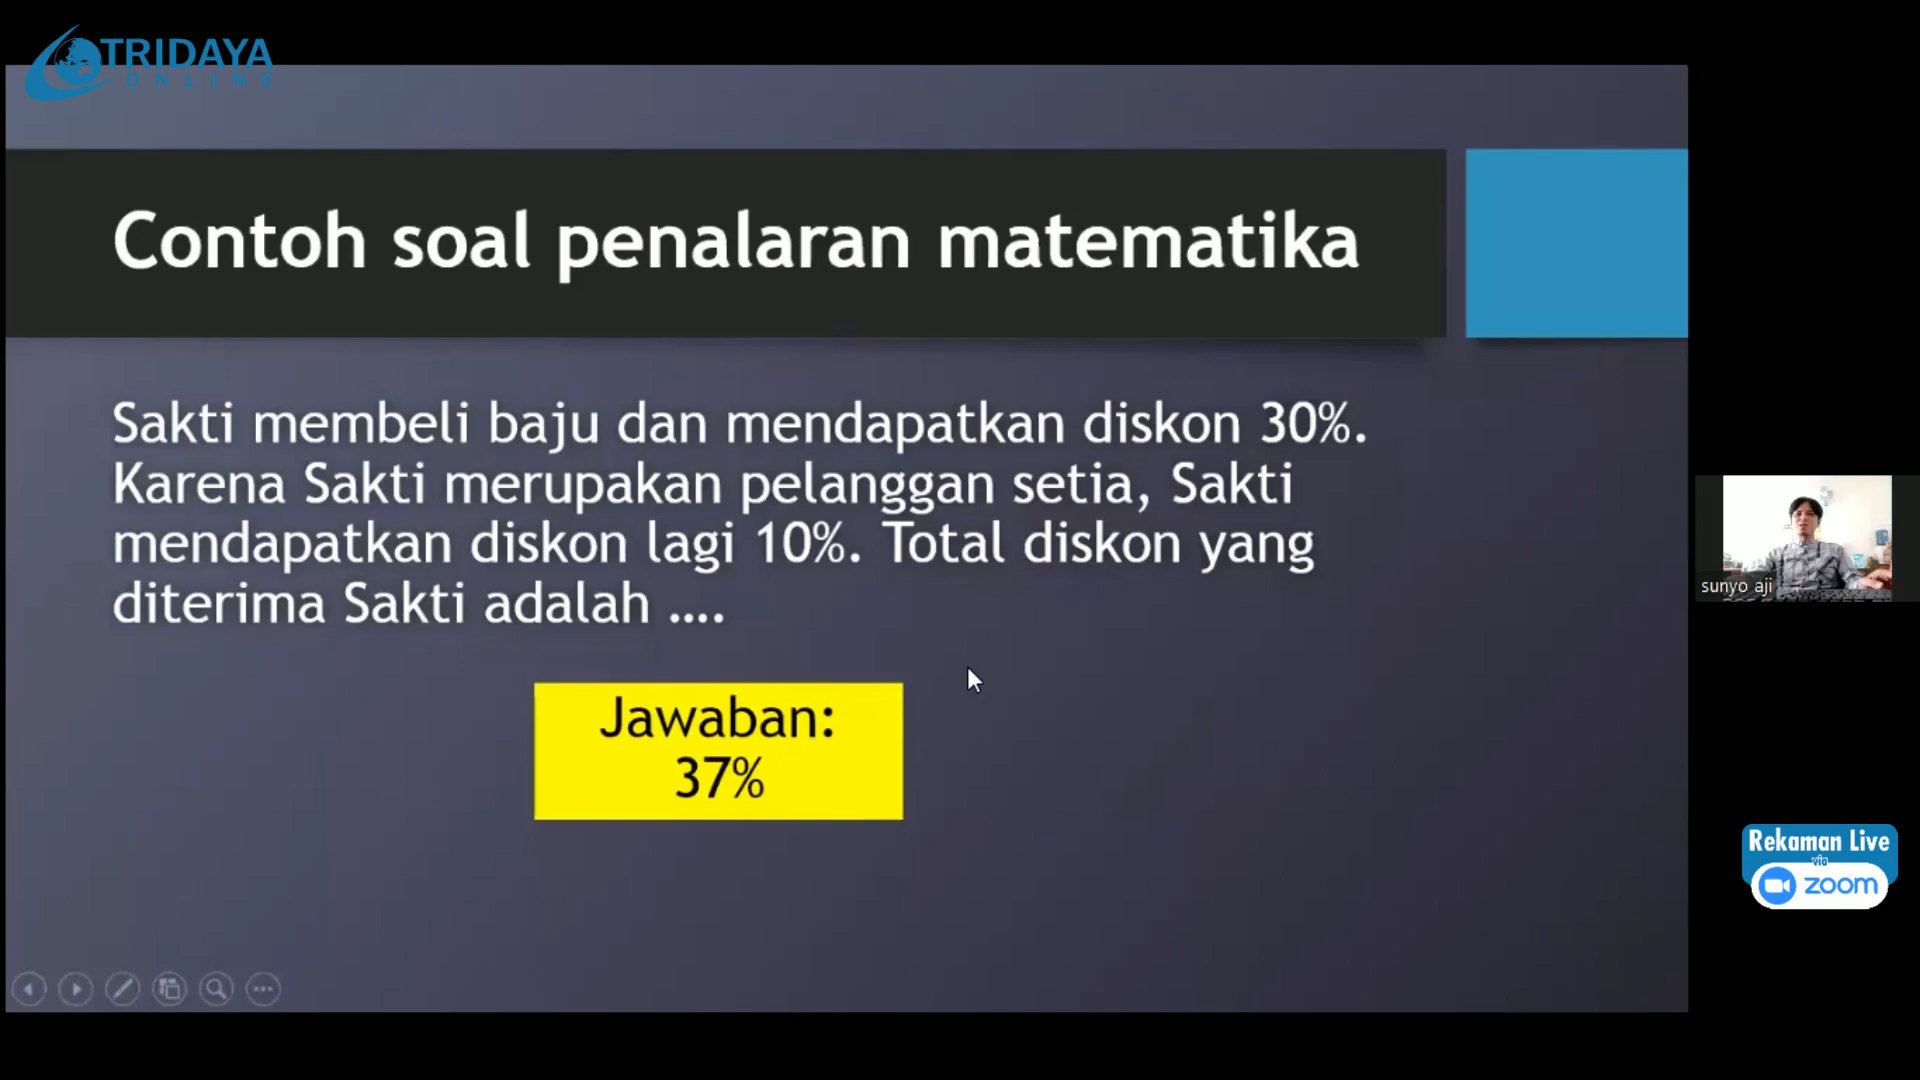 TRIDAYA
ONLINE
Contoh soal penalaran matematika
Sakti membeli baju dan mendapatkan diskon 30%.
Karena Sakti merupakan pelanggan setia, Sakti
mendapatkan diskon lagi 10%. Total diskon yang
diterima Sakti adalah ....
Jawaban:
37%
sunyo aji
Rekaman Live
via
zoom